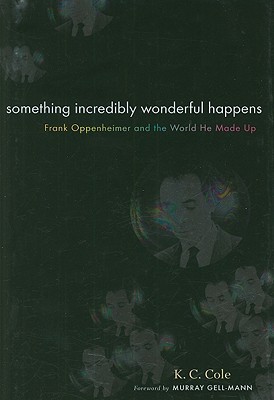 something incredibly wonderful happens
Frank Oppenheimer and the World He Made Up
K. C. Cole
Foreword by MURRAY GELL-MANN